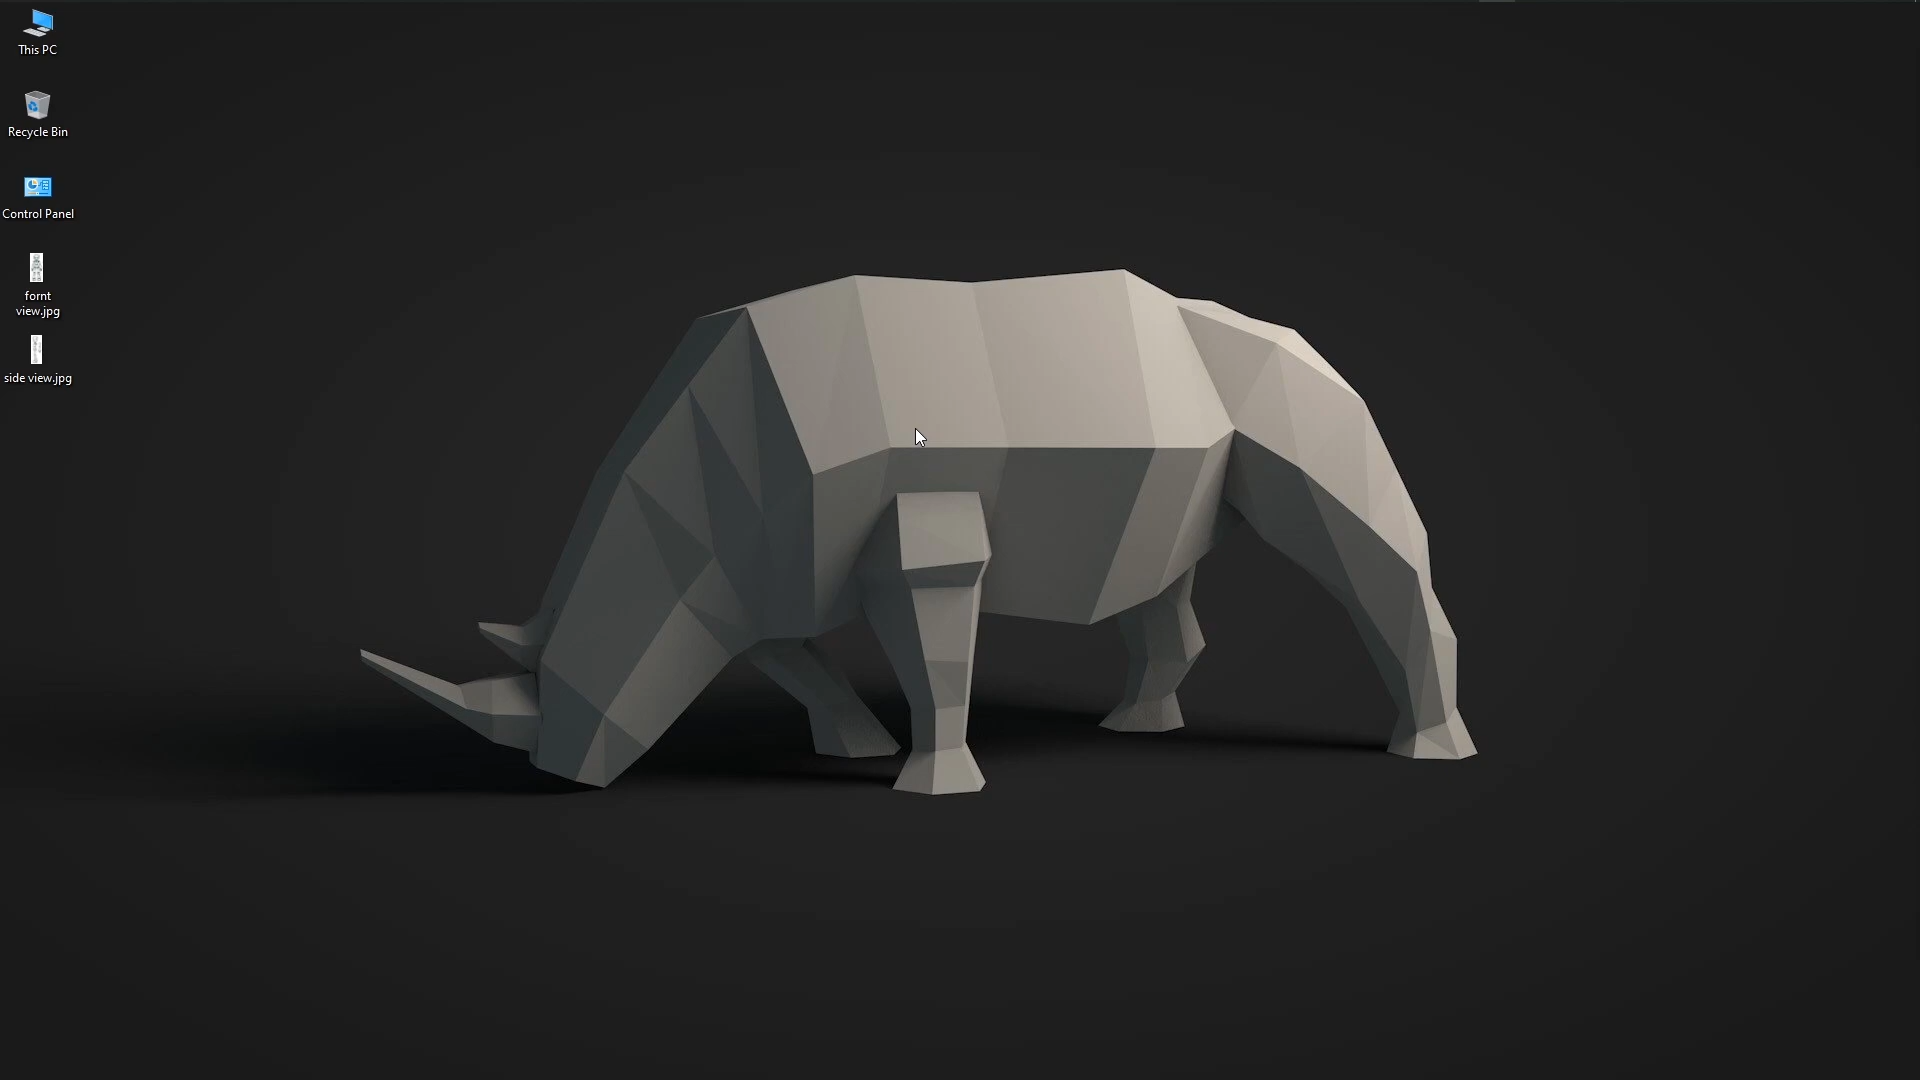 This PC
Recycle Bin
Control Panel
fornt
view.jpg
side view.jpg